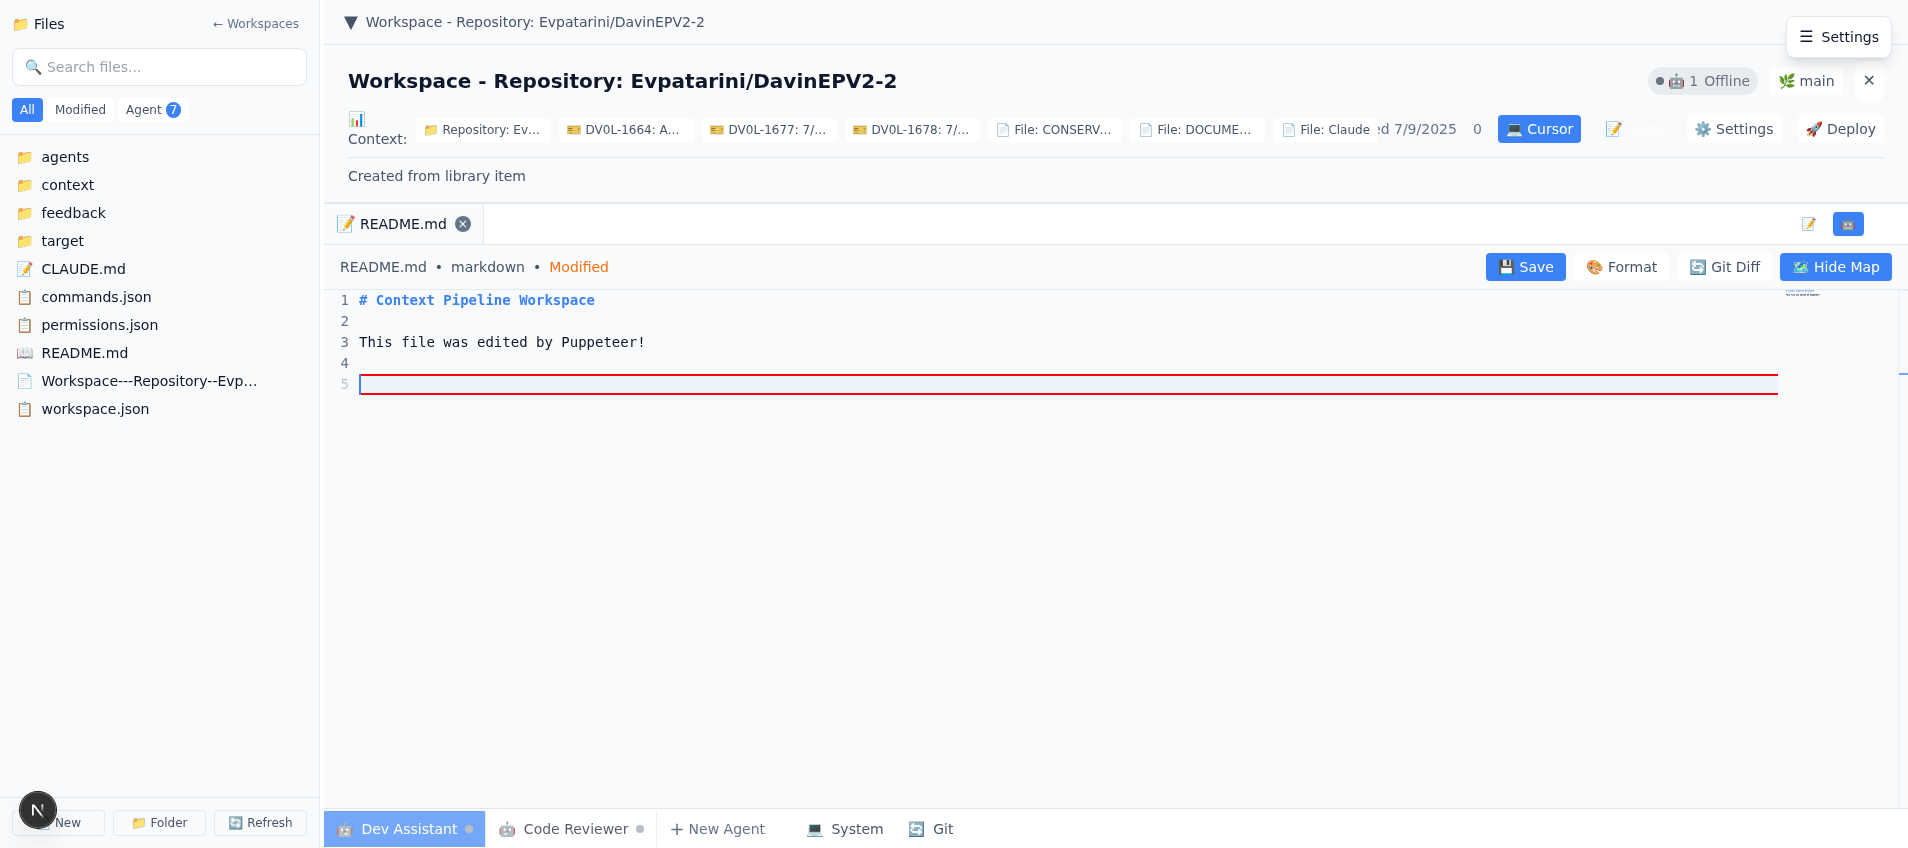 Files
← Workspaces
Search files...
All Modified Agent 7
agents
context
feedback
target
CLAUDE.md
commands.json
permissions.json
README.md
Workspace---Repository--Evp...
workspace.json
New Folder Refresh
N
▼ Workspace - Repository: Evpatarini/DavinEPV2-2
☰ Settings
Workspace - Repository: Evpatarini/DavinEPV2-2
1 Offline
main
✕
Context:
Repository: Ev...
DV0L-1664: A...
DV0L-1677: 7/...
DV0L-1678: 7/...
File: CONSERV...
File: DOCUME...
File: Claude
ed 7/9/2025
0
Cursor
Settings
Deploy
Created from library item
README.md
README.md • markdown • Modified
Save
Format
Git Diff
Hide Map
1 # Context Pipeline Workspace
2
3 This file was edited by Puppeteer!
4
5
Dev Assistant
Code Reviewer
+ New Agent
System
Git